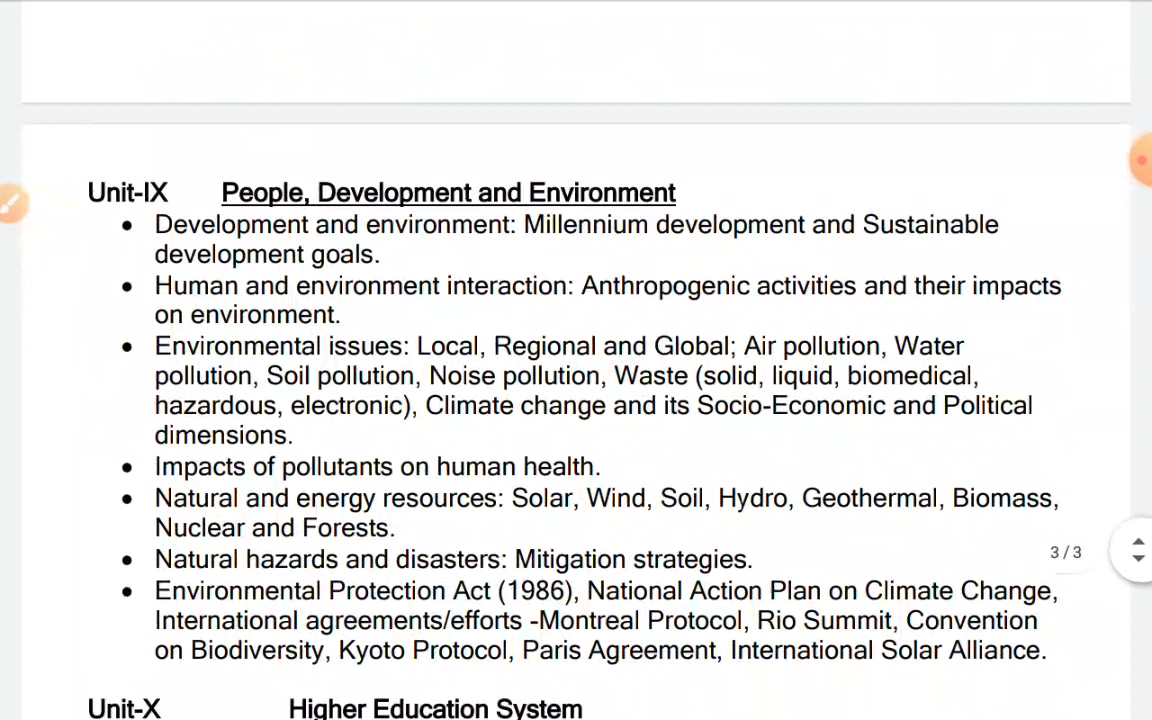 Unit-IX People, Development and Environment
• Development and environment: Millennium development and Sustainable
development goals.
• Human and environment interaction: Anthropogenic activities and their impacts
on environment.
• Environmental issues: Local, Regional and Global; Air pollution, Water
pollution, Soil pollution, Noise pollution, Waste (solid, liquid, biomedical,
hazardous, electronic), Climate change and its Socio-Economic and Political
dimensions.
• Impacts of pollutants on human health.
• Natural and energy resources: Solar, Wind, Soil, Hydro, Geothermal, Biomass,
Nuclear and Forests.
• Natural hazards and disasters: Mitigation strategies.
3 / 3
• Environmental Protection Act (1986), National Action Plan on Climate Change,
International agreements/efforts -Montreal Protocol, Rio Summit, Convention
on Biodiversity, Kyoto Protocol, Paris Agreement, International Solar Alliance.
Unit-X Higher Education System